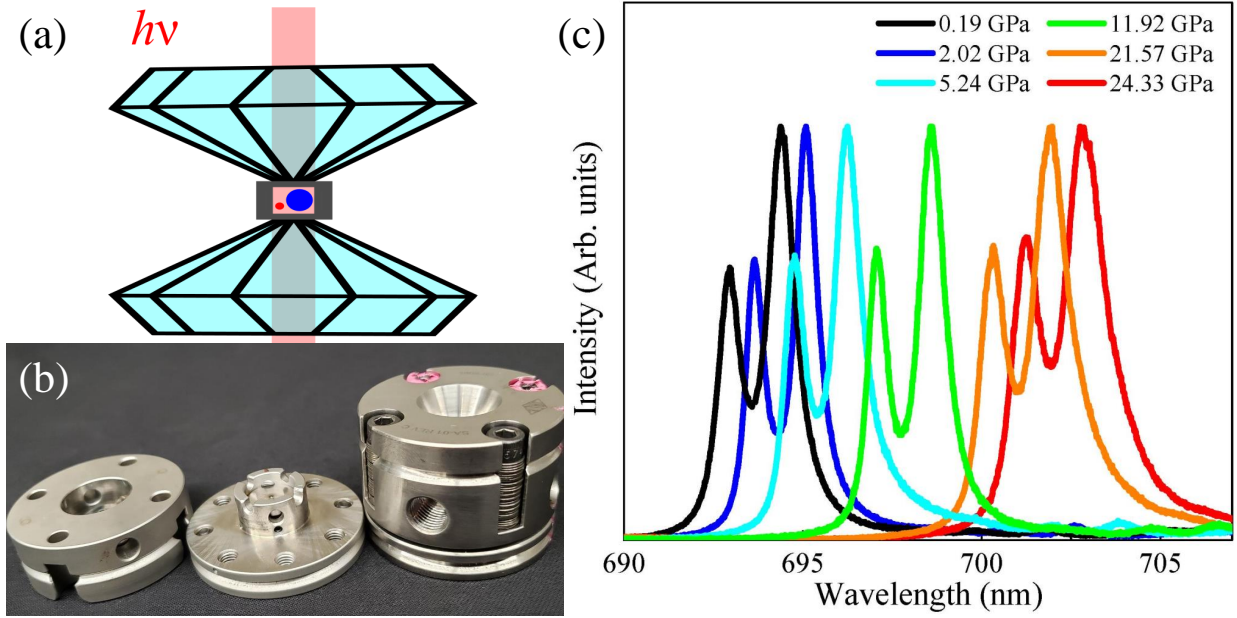 (a)
hν
(b)
(c)
0.19 GPa
2.02 GPa
5.24 GPa
11.92 GPa
21.57 GPa
24.33 GPa
Intensity (Arb. units)
690
695
700
705
Wavelength (nm)